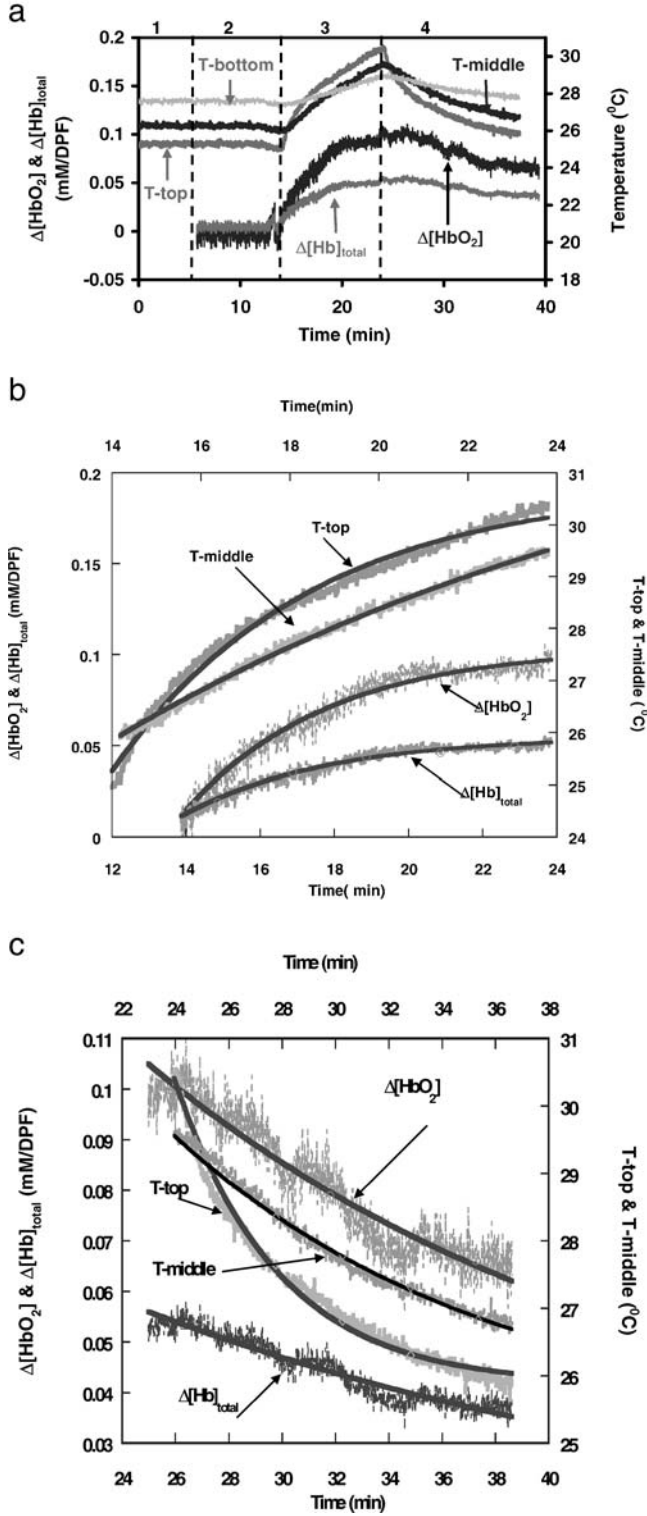 a
1 2 3 4
0.2
0.15
0.1
0.05
0
-0.05
30
28
26
24
22
20
18
Δ[HbO₂] & Δ[Hb]total
(mM/DPF)
Temperature (⁰C)
T-bottom
T-middle
T-top
Δ[Hb]total
Δ[HbO₂]
0 10 20 30 40
Time (min)
b
Time(min)
14 16 18 20 22 24
0.2
0.15
0.1
0.05
0
31
30
29
28
27
26
25
24
Δ[HbO₂] & Δ[Hb]total (mM/DPF)
T-top & T-middle (⁰C)
T-top
T-middle
Δ[HbO₂]
Δ[Hb]total
12 14 16 18 20 22 24
Time( min)
c
Time (min)
22 24 26 28 30 32 34 36 38
0.11
0.1
0.09
0.08
0.07
0.06
0.05
0.04
0.03
31
30
29
28
27
26
25
Δ[HbO₂] & Δ[Hb]total (mM/DPF)
T-top & T-middle (⁰C)
Δ[HbO₂]
T-top
T-middle
Δ[Hb]total
24 26 28 30 32 34 36 38 40
Time (min)